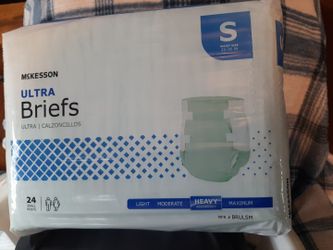 McKESSON
ULTRA
Briefs
ULTRA | CALZONCILLOS
S
24
LIGHT MODERATE HEAVY MAXIMUM